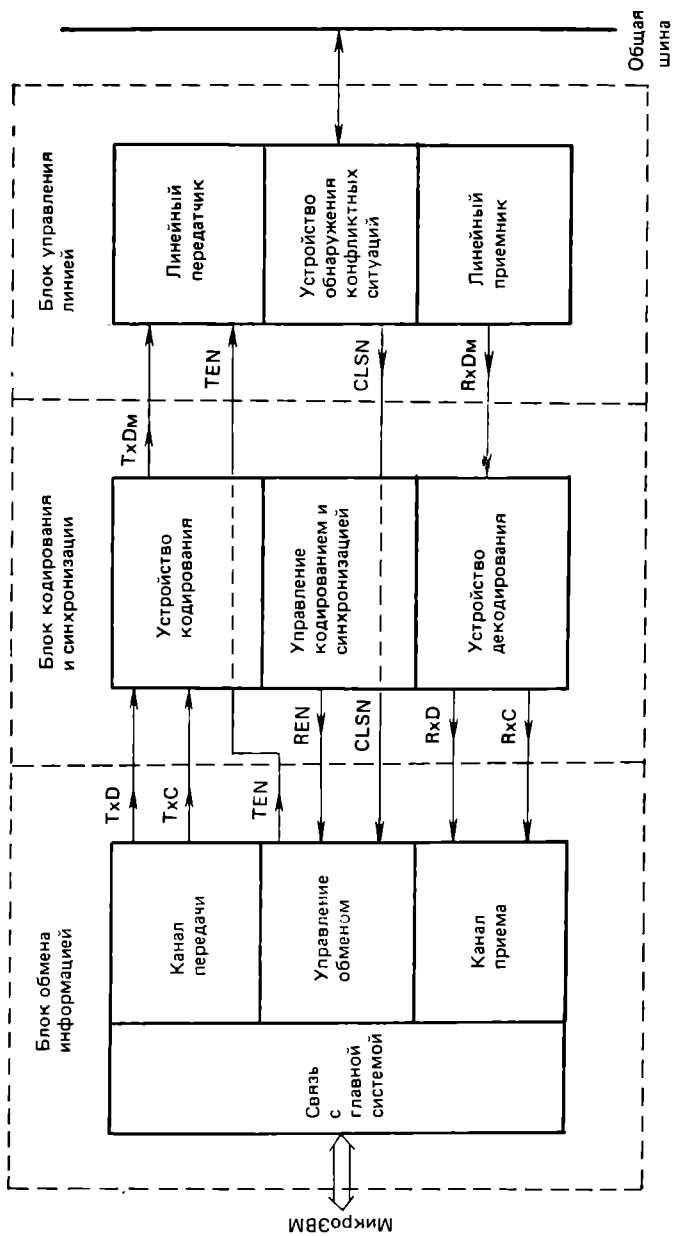 Блок обмена
информацией
Блок кодирования
и синхронизации
Блок управления
линией
МикроЭВМ
Связь
с
главной
системой
Канал
передачи
Управление
обменом
Канал
приема
TxD
TxC
TEN
REN
CLSN
RxD
RxC
Устройство
кодирования
Управление
кодированием и
синхронизацией
Устройство
декодирования
TxDм
TEN
CLSN
RxDм
Линейный
передатчик
Устройство
обнаружения
конфликтных
ситуаций
Линейный
приемник
Общая
шина